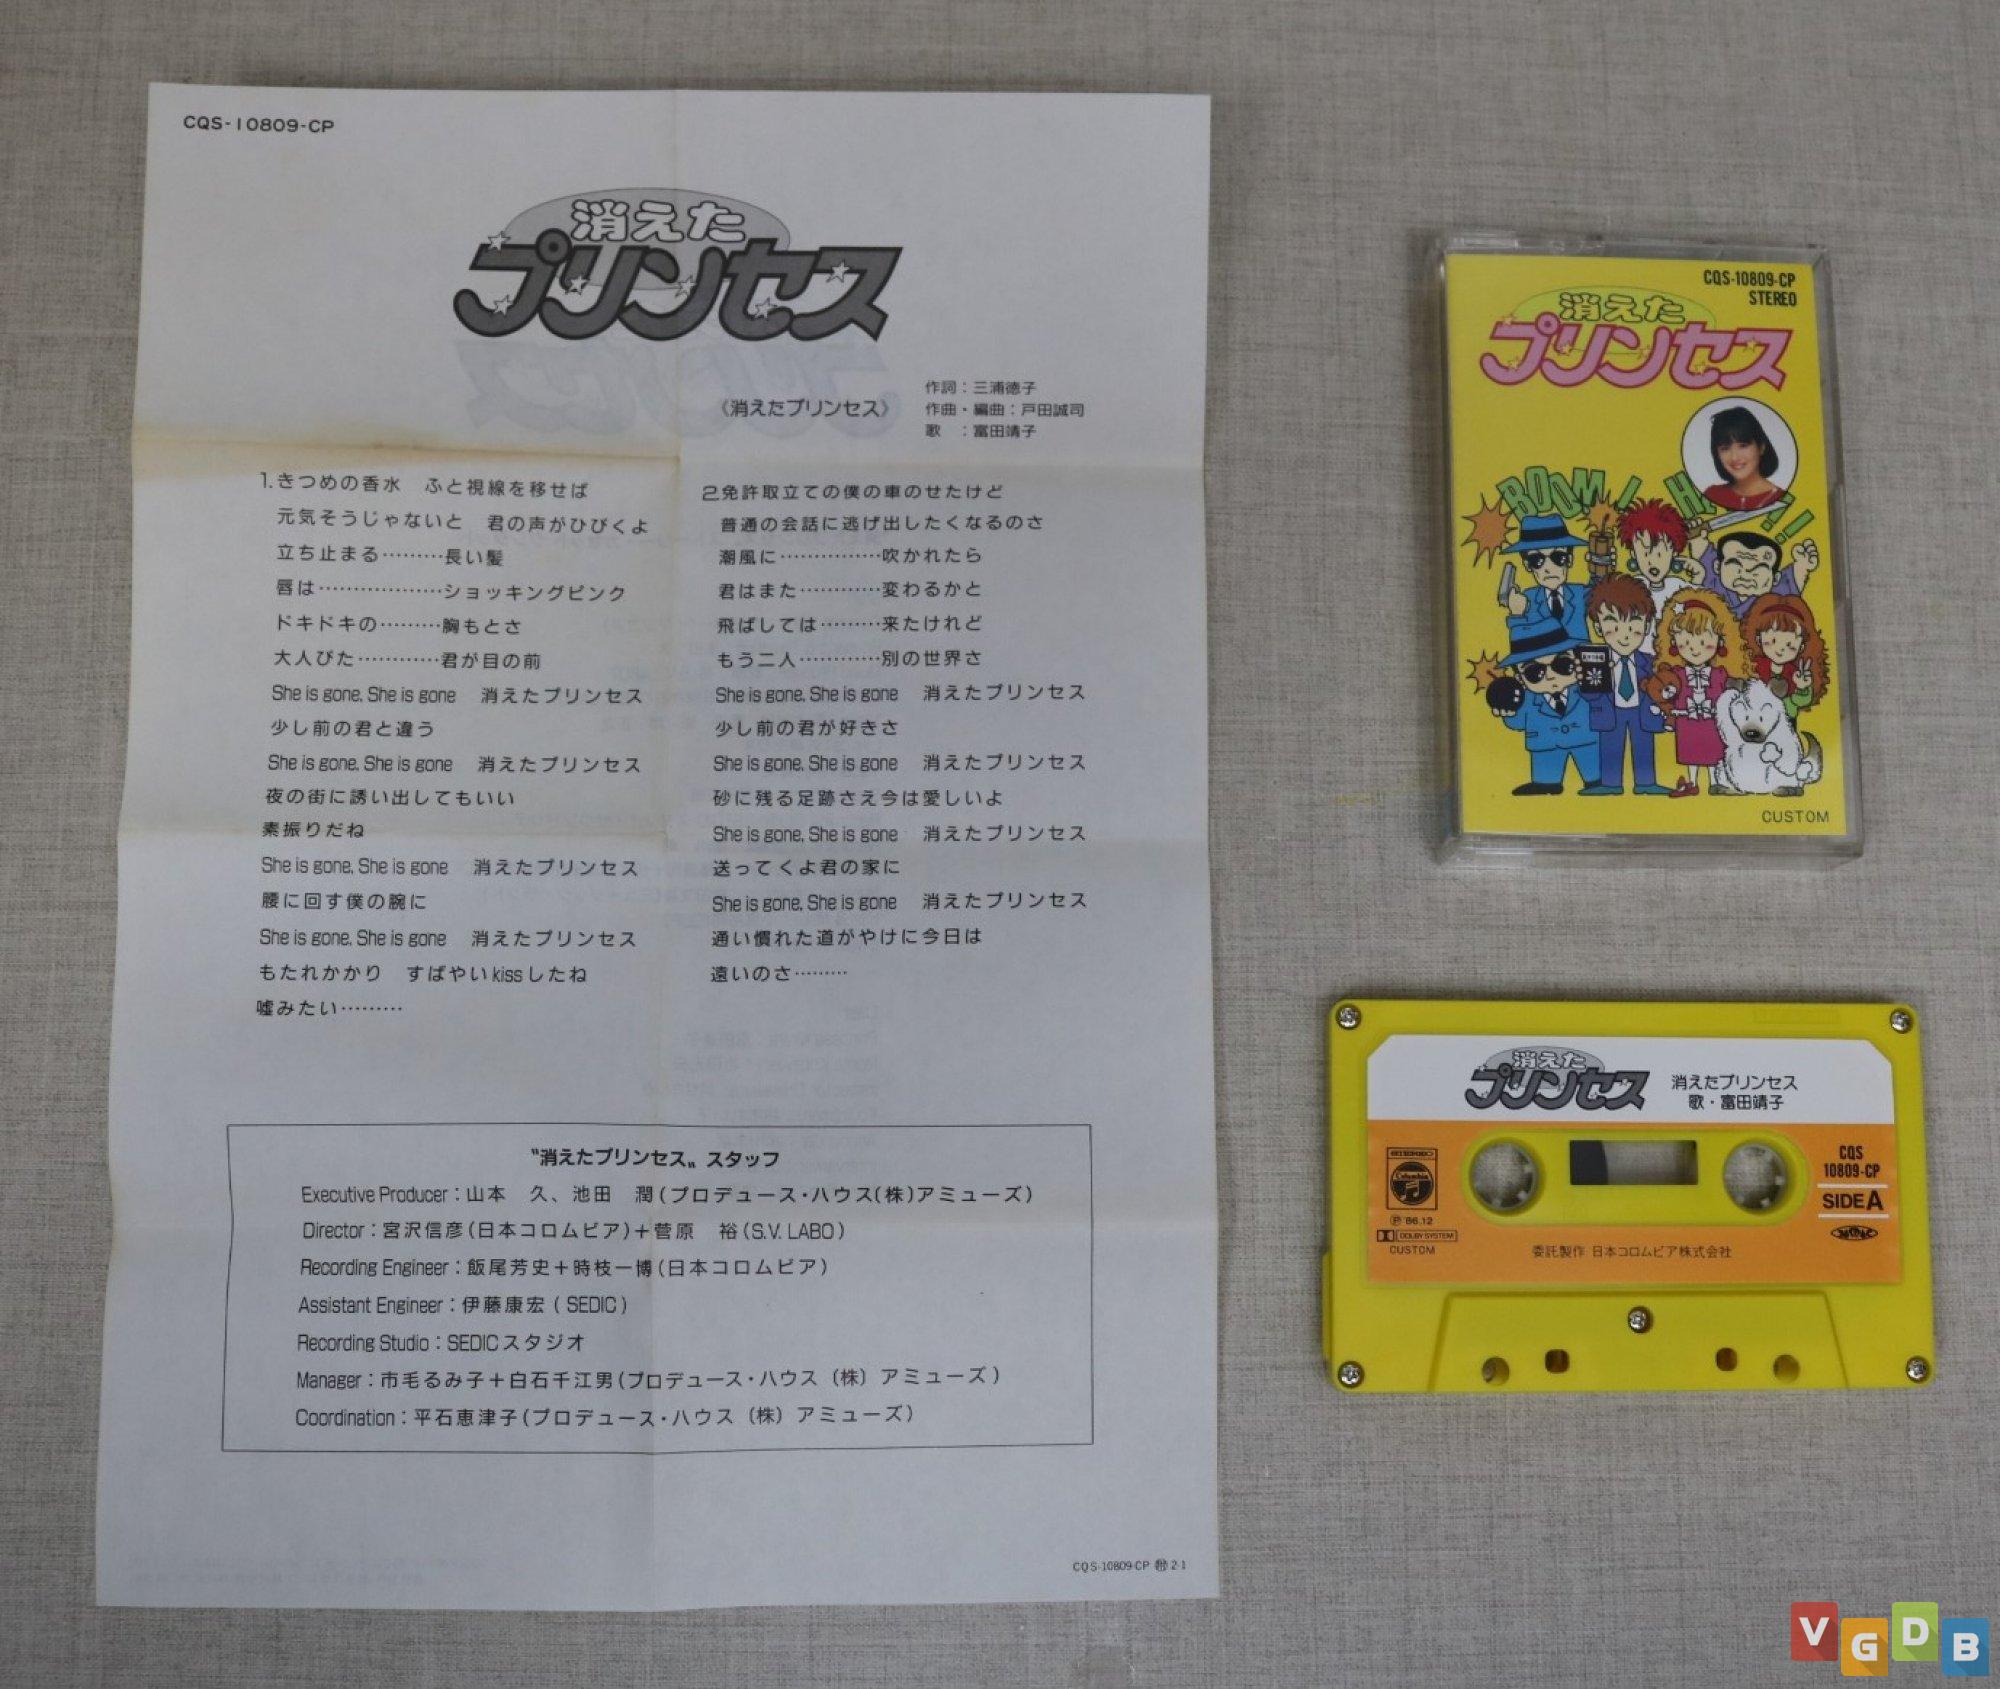 CQS-10809-CP
消えた
プリンセス
《消えたプリンセス》
作詞：三浦徳子
作曲・編曲：戸田誠司
歌　：富田靖子
1.きつめの香水　ふと視線を移せば
元気そうじゃないと　君の声がひびくよ
立ち止まる………長い髪
唇は………………ショッキングピンク
ドキドキの………胸もとさ
大人びた…………君が目の前
She is gone, She is gone　消えたプリンセス
少し前の君と違う
She is gone, She is gone　消えたプリンセス
夜の街に誘い出してもいい
素振りだね
She is gone, She is gone　消えたプリンセス
腰に回す僕の腕に
She is gone, She is gone　消えたプリンセス
もたれかかり　すばやいkissしたね
嘘みたい………
2.免許取立ての僕の車のせたけど
普通の会話に逃げ出したくなるのさ
潮風に……………吹かれたら
君はまた…………変わるかと
飛ばしては………来たけれど
もう二人…………別の世界さ
She is gone, She is gone　消えたプリンセス
少し前の君が好きさ
She is gone, She is gone　消えたプリンセス
砂に残る足跡さえ今は愛しいよ
She is gone, She is gone　消えたプリンセス
送ってくよ君の家に
She is gone, She is gone　消えたプリンセス
通い慣れた道がやけに今日は
遠いのさ………
〝消えたプリンセス〟スタッフ
Executive Producer：山本　久、池田　潤(プロデュース・ハウス(株)アミューズ)
Director：宮沢信彦(日本コロムビア)＋菅原　裕(S.V. LABO)
Recording Engineer：飯尾芳史＋時枝一博(日本コロムビア)
Assistant Engineer：伊藤康宏(SEDIC)
Recording Studio：SEDICスタジオ
Manager：市毛るみ子＋白石千江男(プロデュース・ハウス（株）アミューズ)
Coordination：平石恵津子(プロデュース・ハウス（株）アミューズ)
CQS-10809-CP 2-1
CQS-10809-CP
STEREO
消えた
プリンセス
BOOM!
CUSTOM
消えた
プリンセス
消えたプリンセス
歌・富田靖子
STEREO
Columbia
Ⓟ'86.12
DOLBY SYSTEM
CUSTOM
CQS
10809-CP
SIDE A
委託製作 日本コロムビア株式会社
VGDB